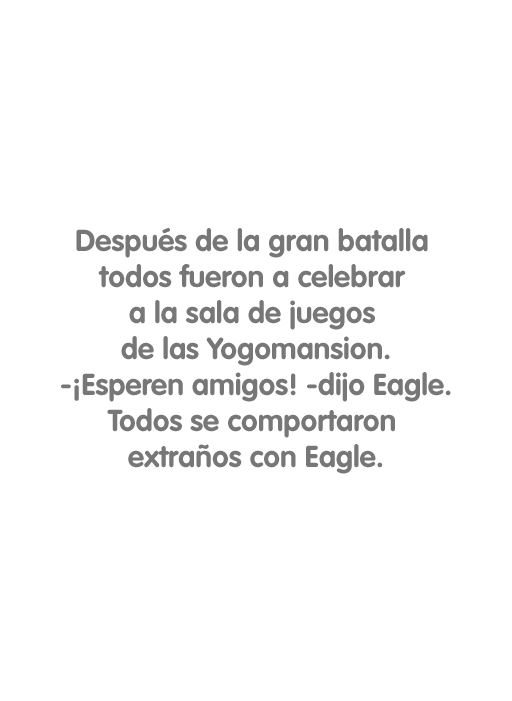 Después de la gran batalla
todos fueron a celebrar
a la sala de juegos
de las Yogomansion.
-¡Esperen amigos! -dijo Eagle.
Todos se comportaron
extraños con Eagle.